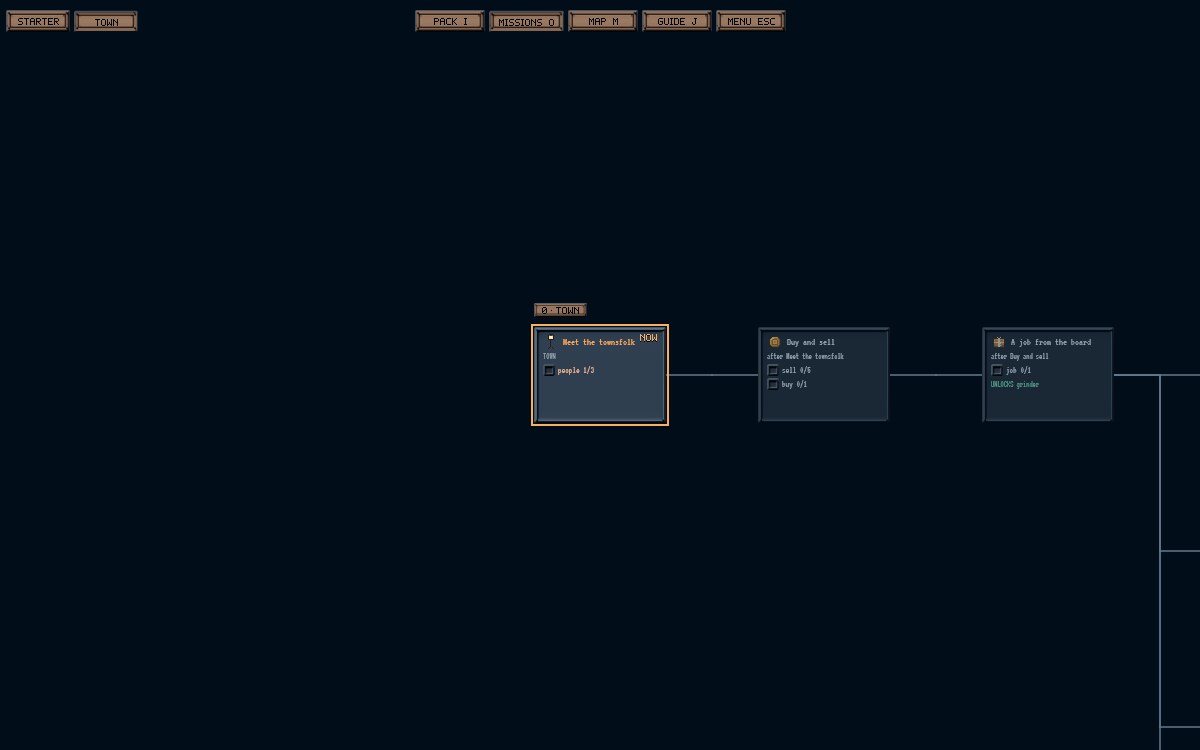 STARTER
TOWN
PACK I
MISSIONS O
MAP M
GUIDE J
MENU ESC
0·TOWN
Meet the townsfolk
NOW
TOWN
people 1/3
Buy and sell
after Meet the townsfolk
sell 0/5
buy 0/1
A job from the board
after Buy and sell
job 0/1
UNLOCKS grinder